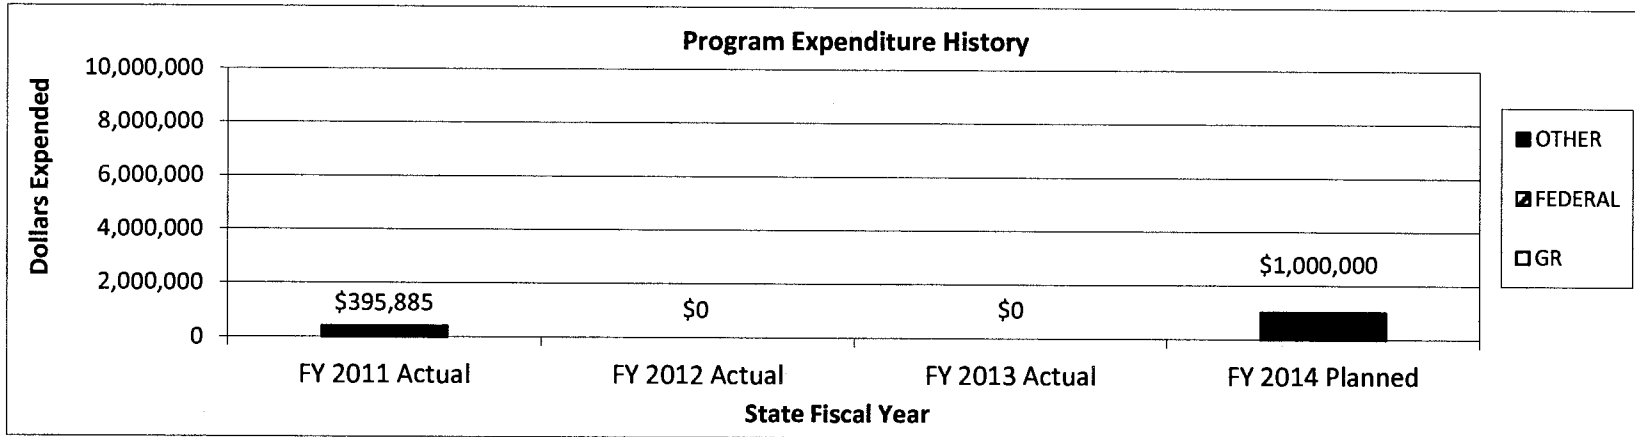 Program Expenditure History
Dollars Expended
10,000,000
8,000,000
6,000,000
4,000,000
2,000,000
0
$395,885
$0
$0
$1,000,000
FY 2011 Actual
FY 2012 Actual
FY 2013 Actual
FY 2014 Planned
State Fiscal Year
OTHER
FEDERAL
GR